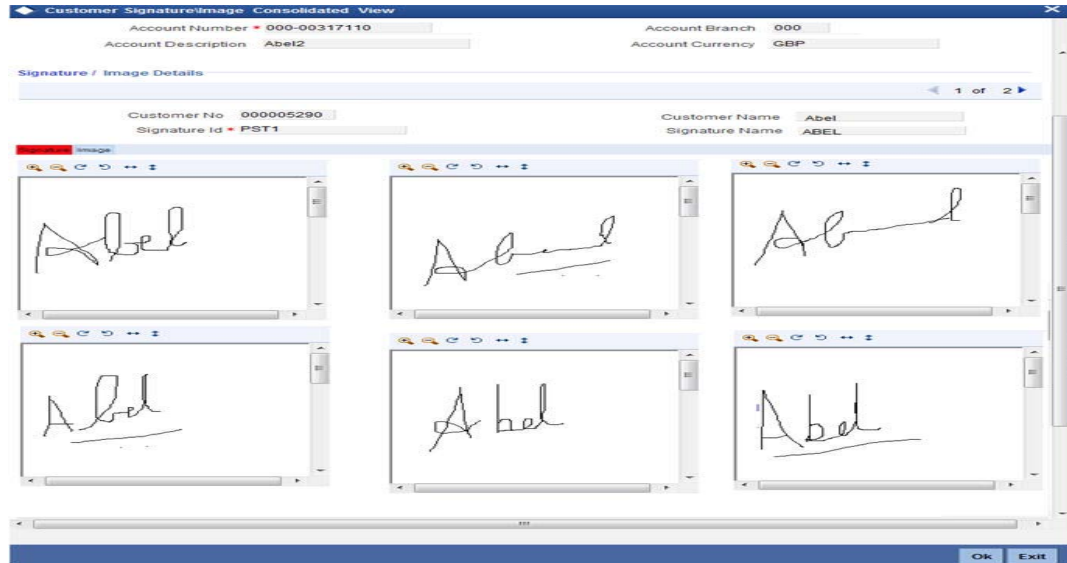 Customer Signature\Image Consolidated View
Account Number * 000-00317110 Account Branch 000
Account Description Abel2 Account Currency GBP
Signature / Image Details
1 of 2
Customer No 000005290 Customer Name Abel
Signature Id * PST1 Signature Name ABEL
Signature Image
Abel
Abel
Abel
Abel
Ok Exit